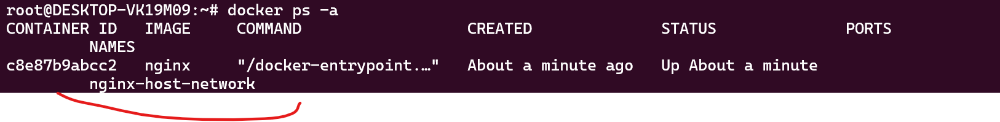 root@DESKTOP-VK19M09:~# docker ps -a
CONTAINER ID   IMAGE     COMMAND                  CREATED              STATUS              PORTS
         NAMES
c8e87b9abcc2   nginx     "/docker-entrypoint.…"   About a minute ago   Up About a minute
         nginx-host-network